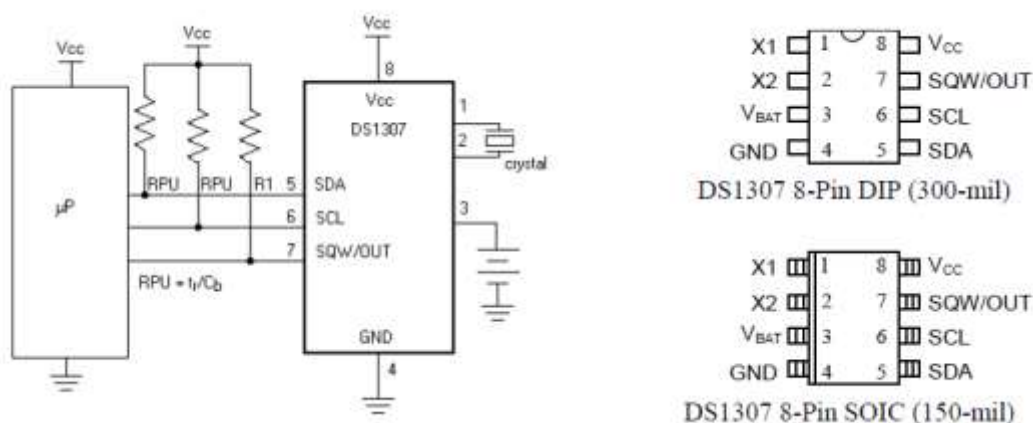 Vcc
Vcc
Vcc
8
Vcc
DS1307
1
2
crystal
RPU
RPU
R1
5
SDA
µP
6
SCL
3
7
SQW/OUT
RPU = tr/Cb
GND
4
X1 1 8 Vcc
X2 2 7 SQW/OUT
VBAT 3 6 SCL
GND 4 5 SDA
DS1307 8-Pin DIP (300-mil)
X1 1 8 Vcc
X2 2 7 SQW/OUT
VBAT 3 6 SCL
GND 4 5 SDA
DS1307 8-Pin SOIC (150-mil)